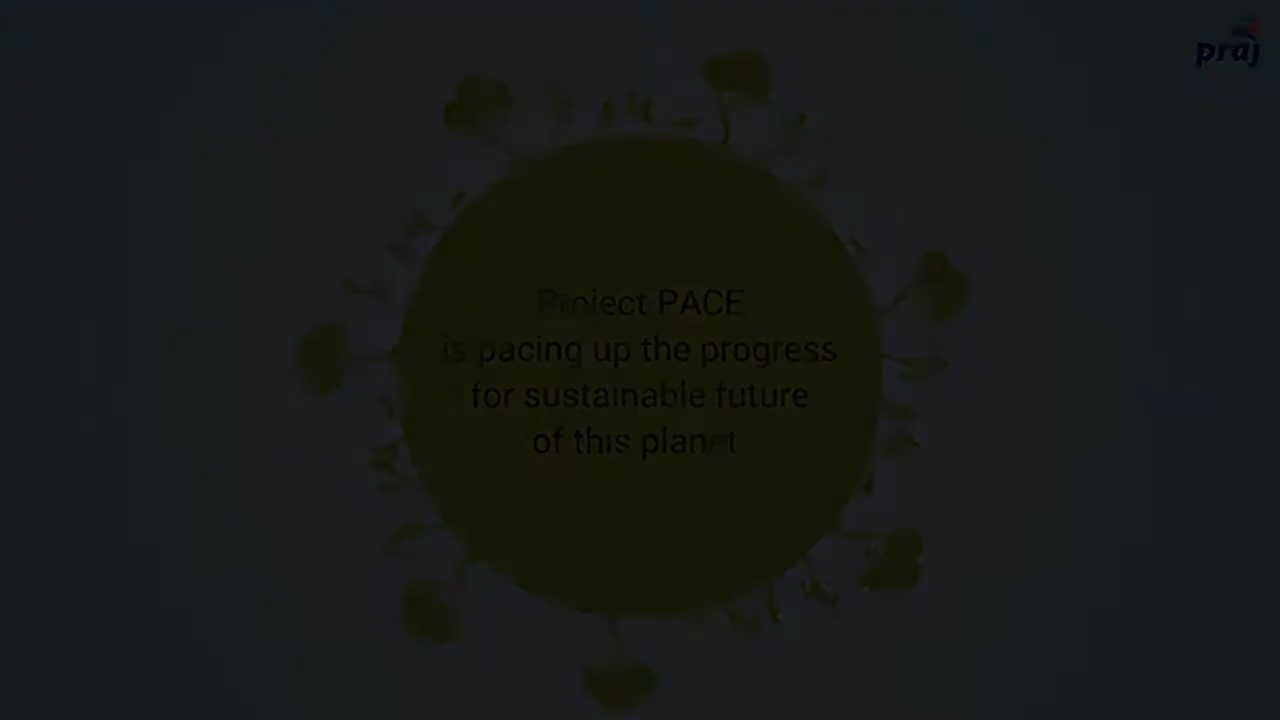 praj
Project PACE
is pacing up the progress
for sustainable future
of this planet